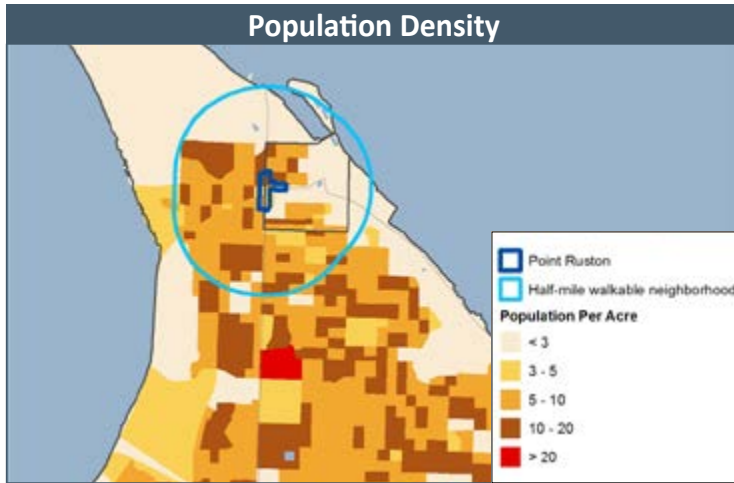 Population Density
Point Ruston
Half-mile walkable neighborhood
Population Per Acre
< 3
3 - 5
5 - 10
10 - 20
> 20